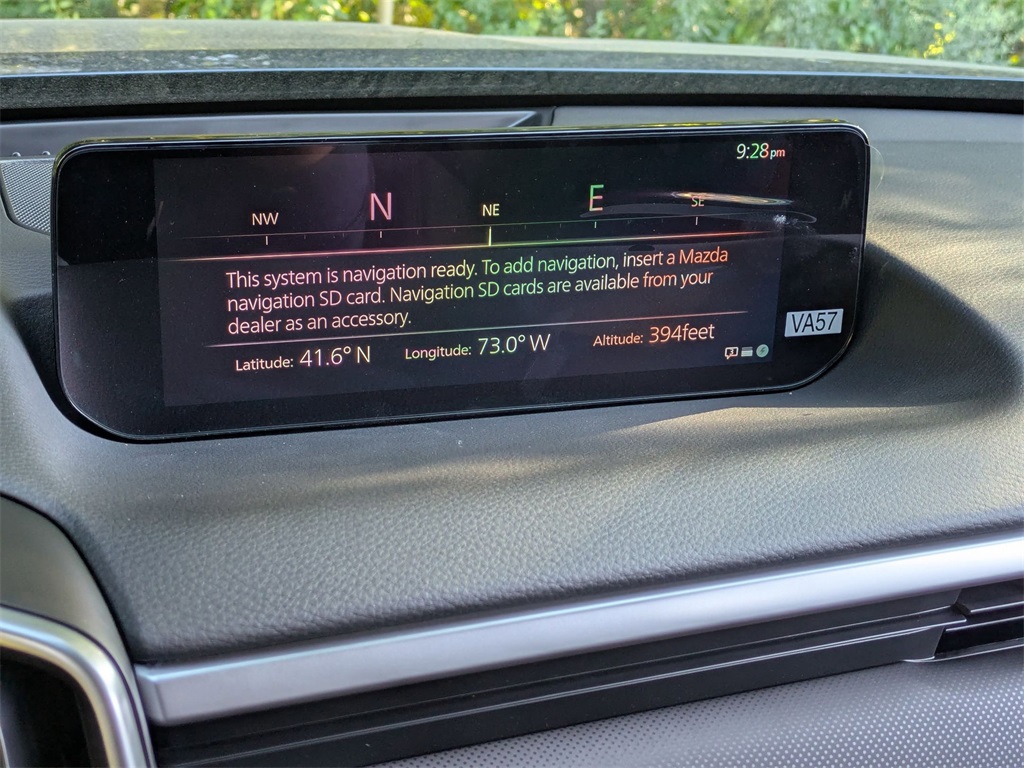 9:28pm
NW N NE E SE
This system is navigation ready. To add navigation, insert a Mazda
navigation SD card. Navigation SD cards are available from your
dealer as an accessory.
Latitude: 41.6° N Longitude: 73.0° W Altitude: 394feet
VA57